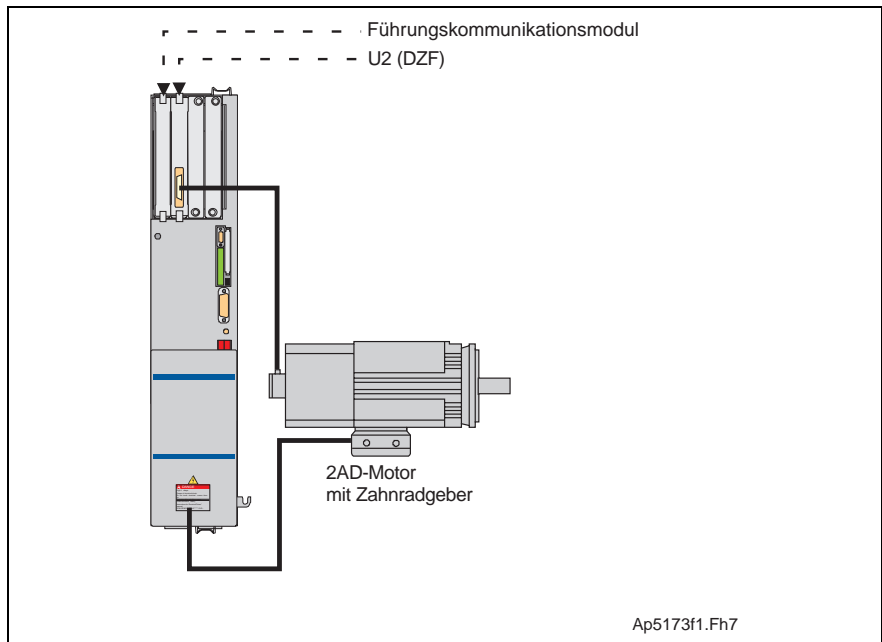 Führungskommunikationsmodul
U2 (DZF)
2AD-Motor
mit Zahnradgeber
Ap5173f1.Fh7